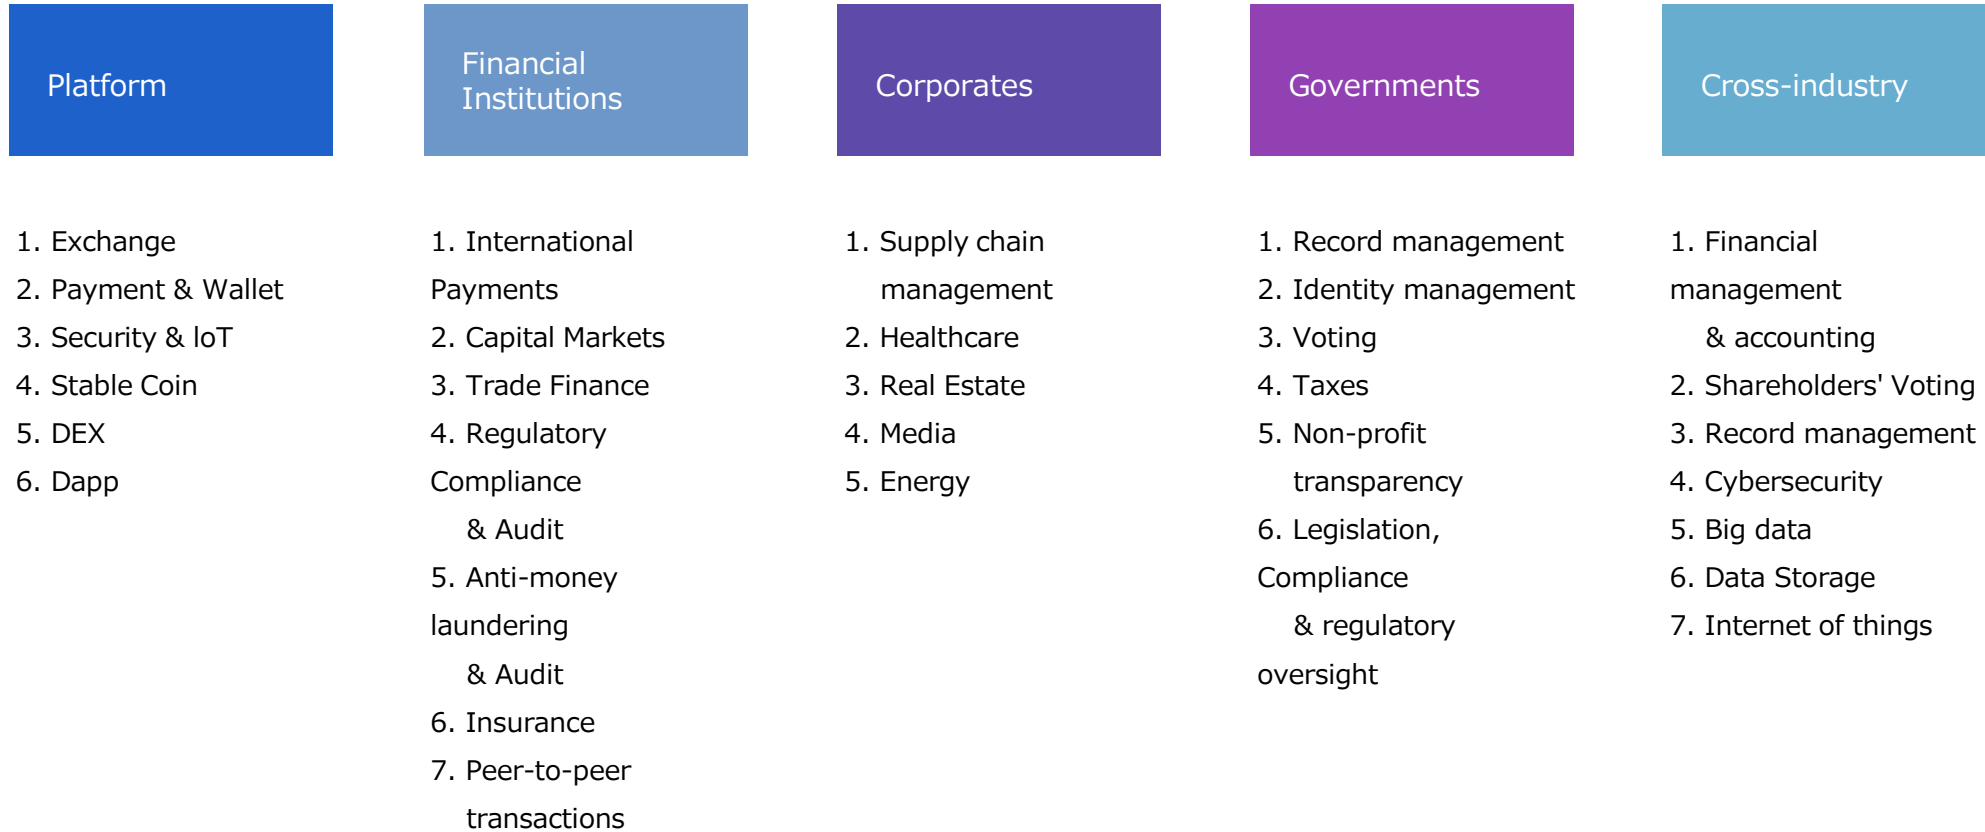 Platform
1. Exchange
2. Payment & Wallet
3. Security & loT
4. Stable Coin
5. DEX
6. Dapp
Financial
Institutions
1. International
Payments
2. Capital Markets
3. Trade Finance
4. Regulatory
Compliance
& Audit
5. Anti-money
laundering
& Audit
6. Insurance
7. Peer-to-peer
transactions
Corporates
1. Supply chain
management
2. Healthcare
3. Real Estate
4. Media
5. Energy
Governments
1. Record management
2. Identity management
3. Voting
4. Taxes
5. Non-profit
transparency
6. Legislation,
Compliance
& regulatory
oversight
Cross-industry
1. Financial
management
& accounting
2. Shareholders' Voting
3. Record management
4. Cybersecurity
5. Big data
6. Data Storage
7. Internet of things